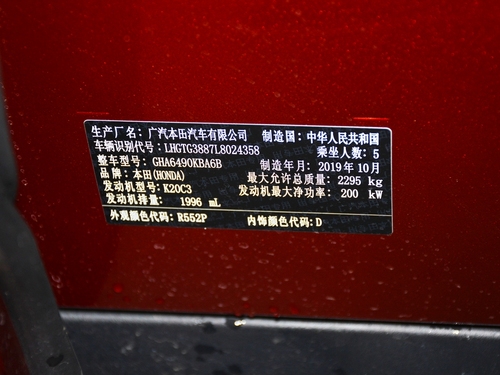 生产厂名：广汽本田汽车有限公司 制造国：中华人民共和国
车辆识别代号：LHGTG3887L8024358 乘坐人数：5
整车型号：GHA6490KBA6B 制造年月：2019年10月
品牌：本田(HONDA) 最大允许总质量：2295 kg
发动机型号：K20C3 发动机最大净功率：200 kW
发动机排量：1996 mL
外观颜色代码：R552P 内饰颜色代码：D